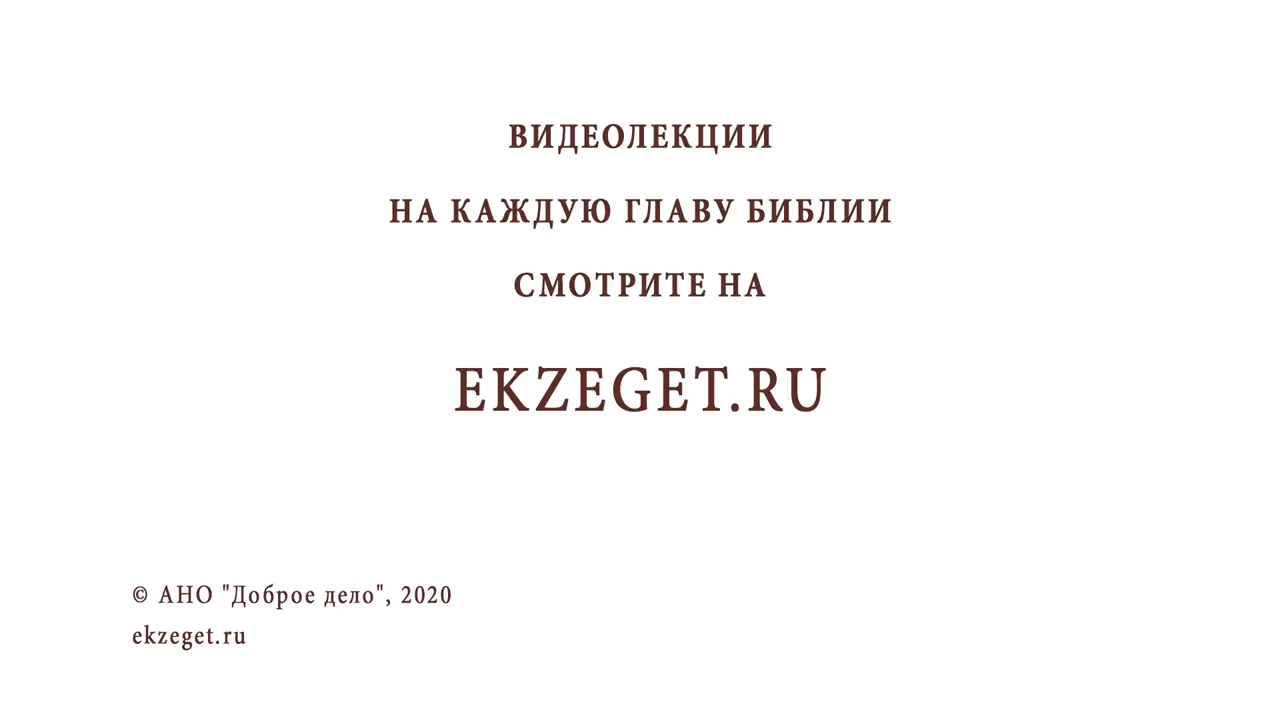 ВИДЕОЛЕКЦИИ
НА КАЖДУЮ ГЛАВУ БИБЛИИ
СМОТРИТЕ НА
EKZEGET.RU
© АНО "Доброе дело", 2020
ekzeget.ru